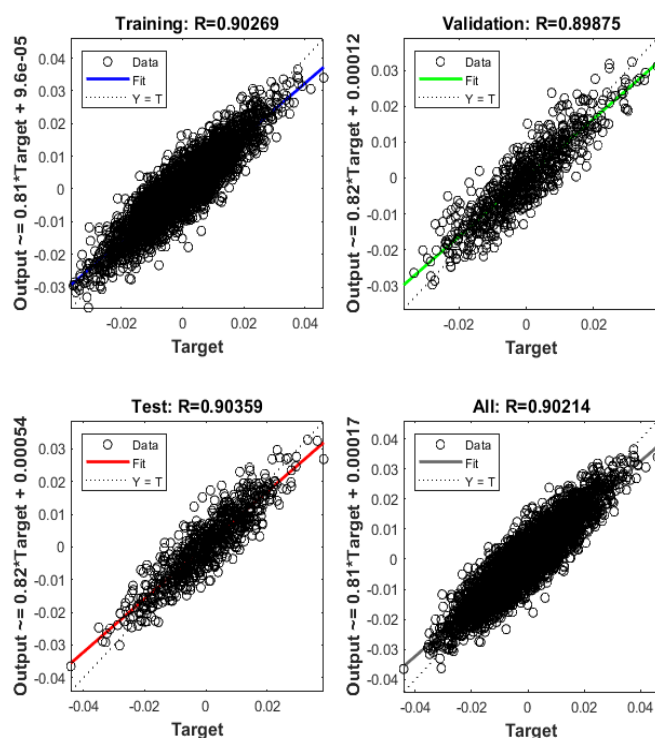 Training: R=0.90269
Output ~= 0.81*Target + 9.6e-05
0.04
0.03
0.02
0.01
0
-0.01
-0.02
-0.03
Data
Fit
Y = T
-0.02
0
0.02
0.04
Target
Validation: R=0.89875
Output ~= 0.82*Target + 0.00012
0.03
0.02
0.01
0
-0.01
-0.02
-0.03
Data
Fit
Y = T
-0.02
0
0.02
Target
Test: R=0.90359
Output ~= 0.82*Target + 0.00054
0.03
0.02
0.01
0
-0.01
-0.02
-0.03
-0.04
Data
Fit
Y = T
-0.04
-0.02
0
0.02
Target
All: R=0.90214
Output ~= 0.81*Target + 0.00017
0.04
0.03
0.02
0.01
0
-0.01
-0.02
-0.03
-0.04
Data
Fit
Y = T
-0.04
-0.02
0
0.02
0.04
Target